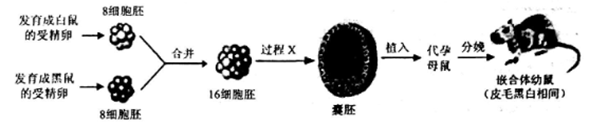 发育成白鼠
的受精卵
8细胞胚
发育成黑鼠
的受精卵
8细胞胚
合并
16细胞胚
过程X
囊胚
植入
代孕
母鼠
分娩
嵌合体幼鼠
(皮毛黑白相间)